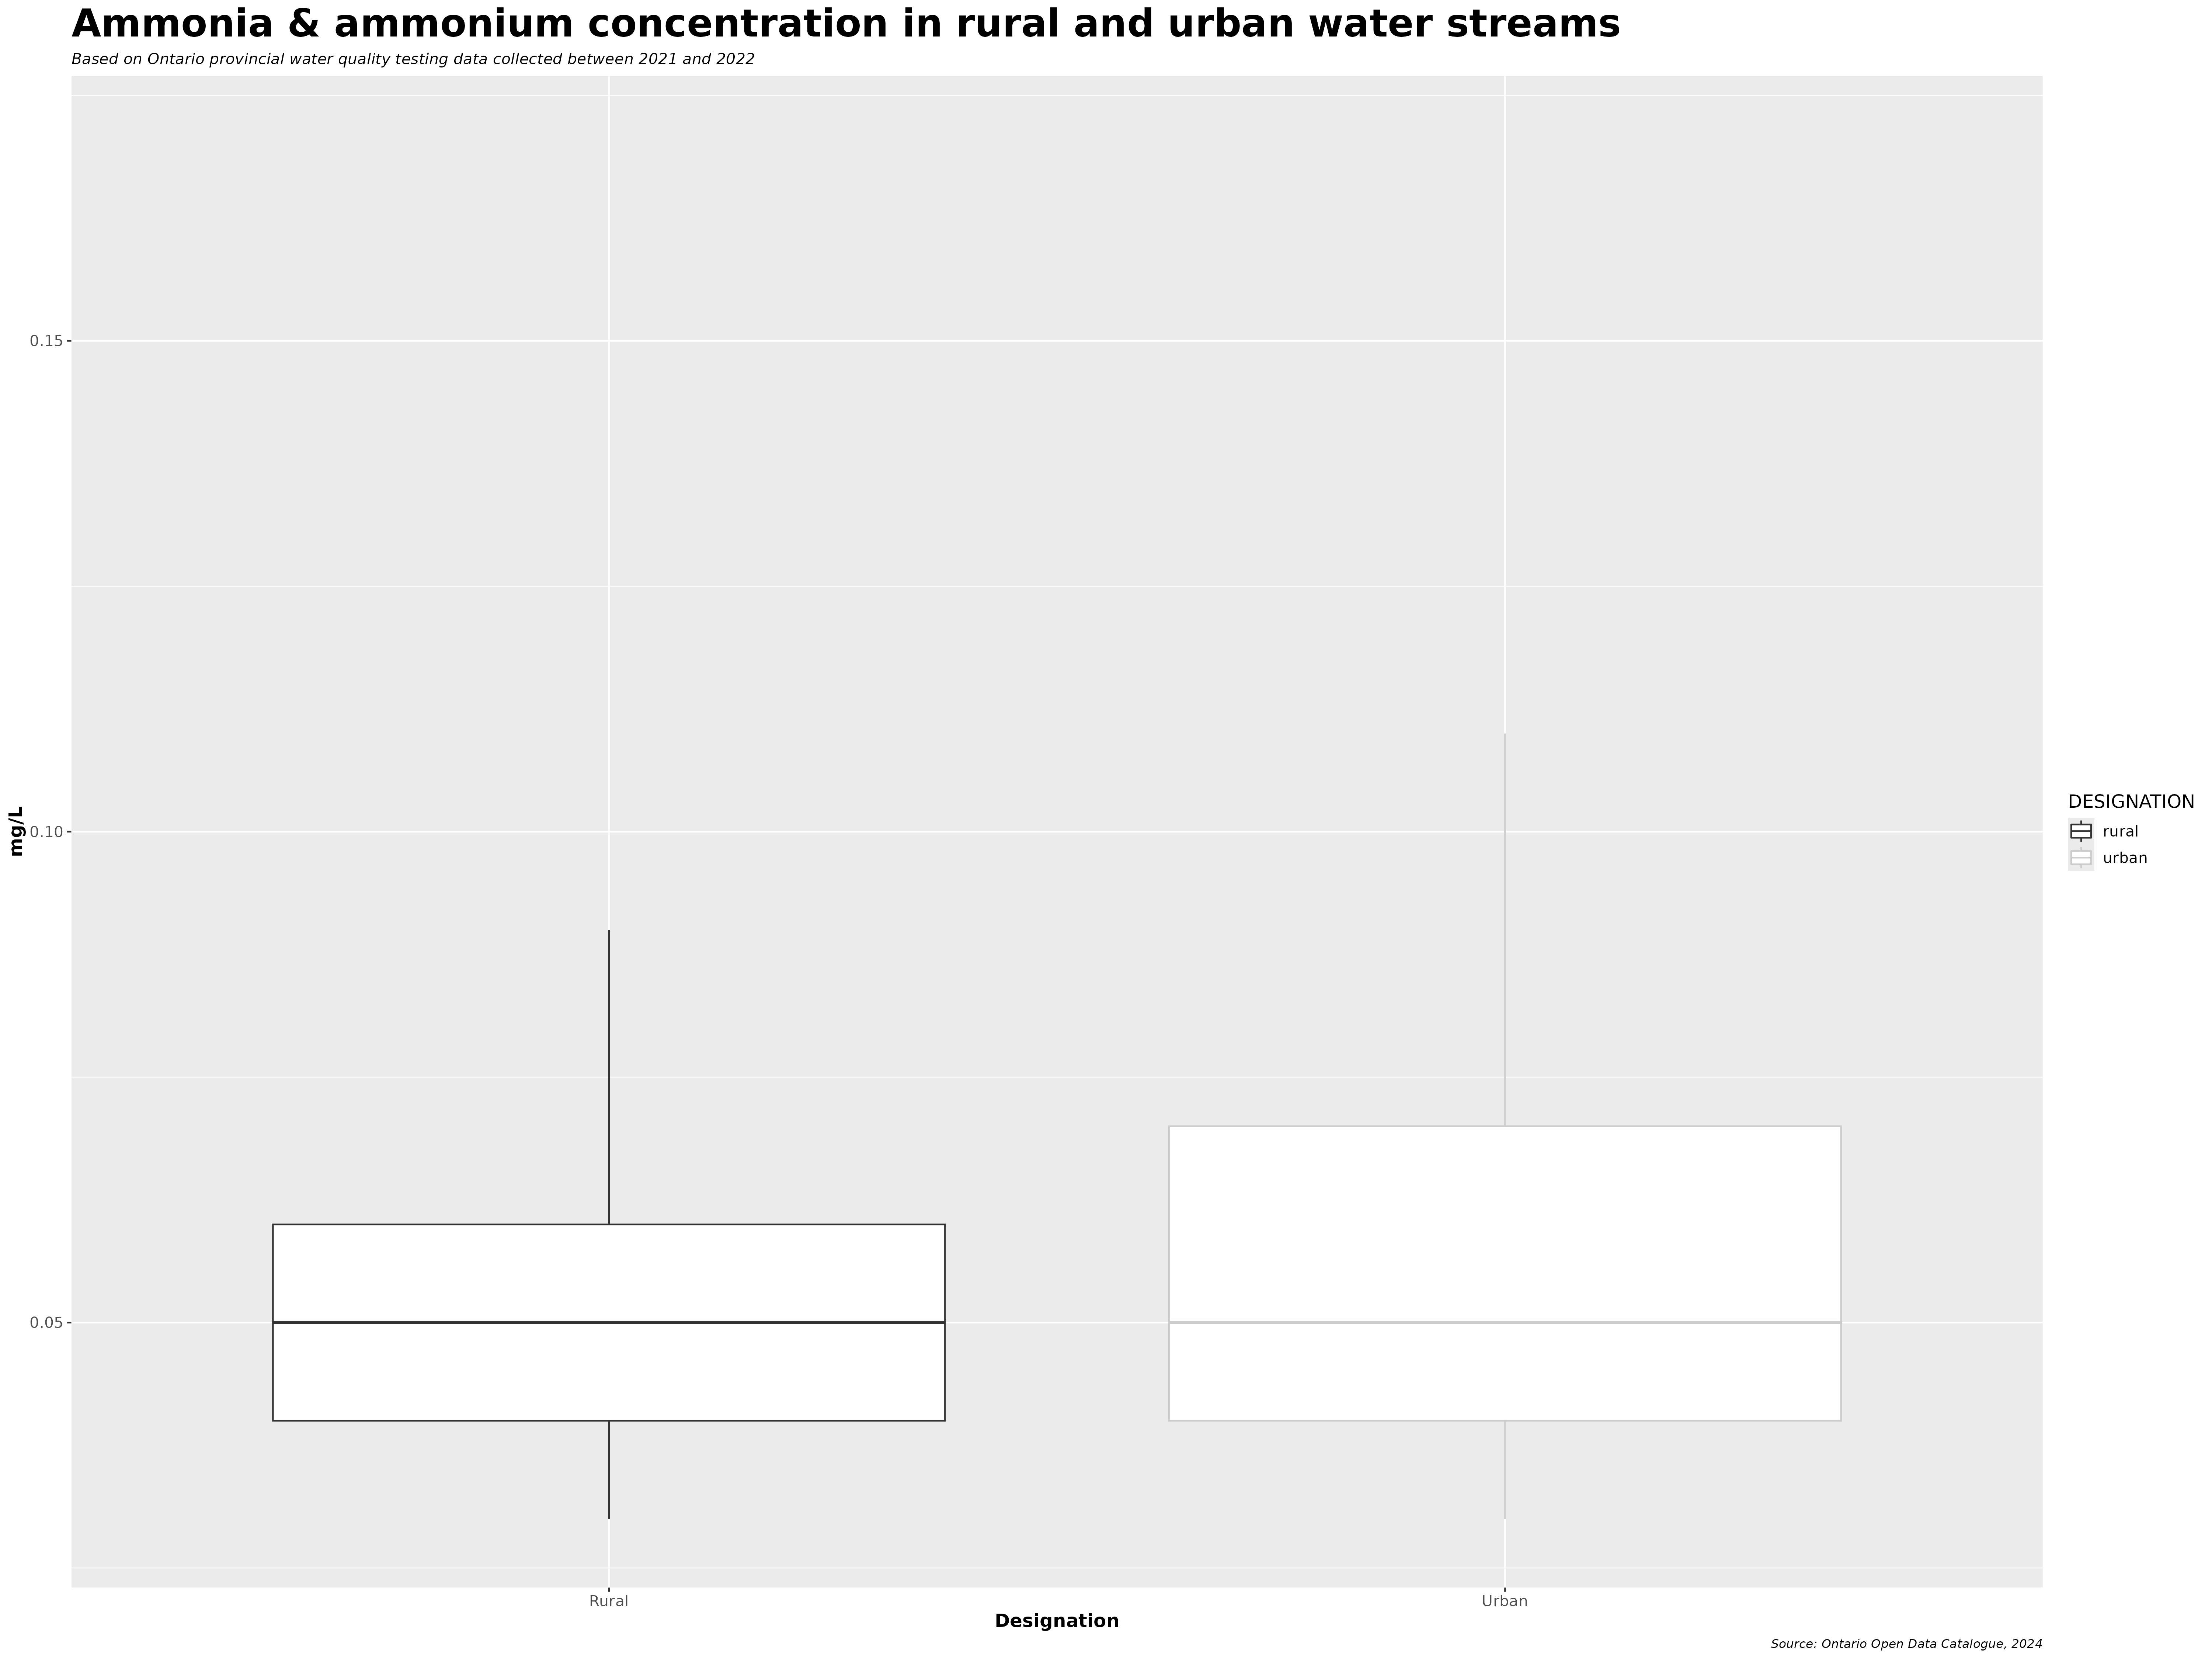 Ammonia & ammonium concentration in rural and urban water streams
Based on Ontario provincial water quality testing data collected between 2021 and 2022
0.15
0.10
0.05
mg/L
Rural
Urban
Designation
DESIGNATION
rural
urban
Source: Ontario Open Data Catalogue, 2024